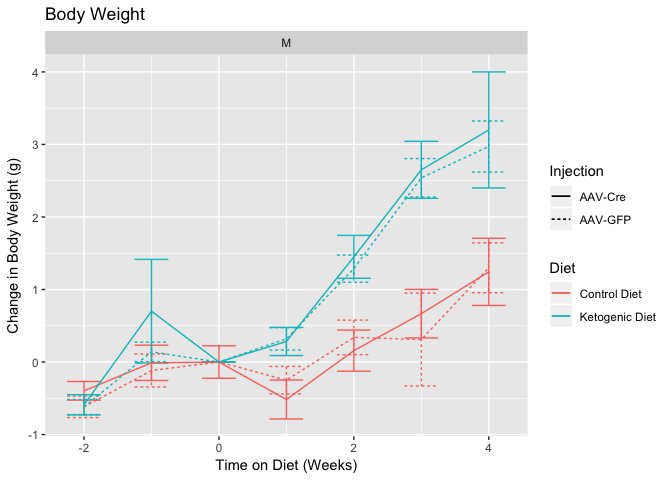 Body Weight
M
Change in Body Weight (g)
4
3
2
1
0
-1
-2
0
2
4
Time on Diet (Weeks)
Injection
AAV-Cre
AAV-GFP
Diet
Control Diet
Ketogenic Diet